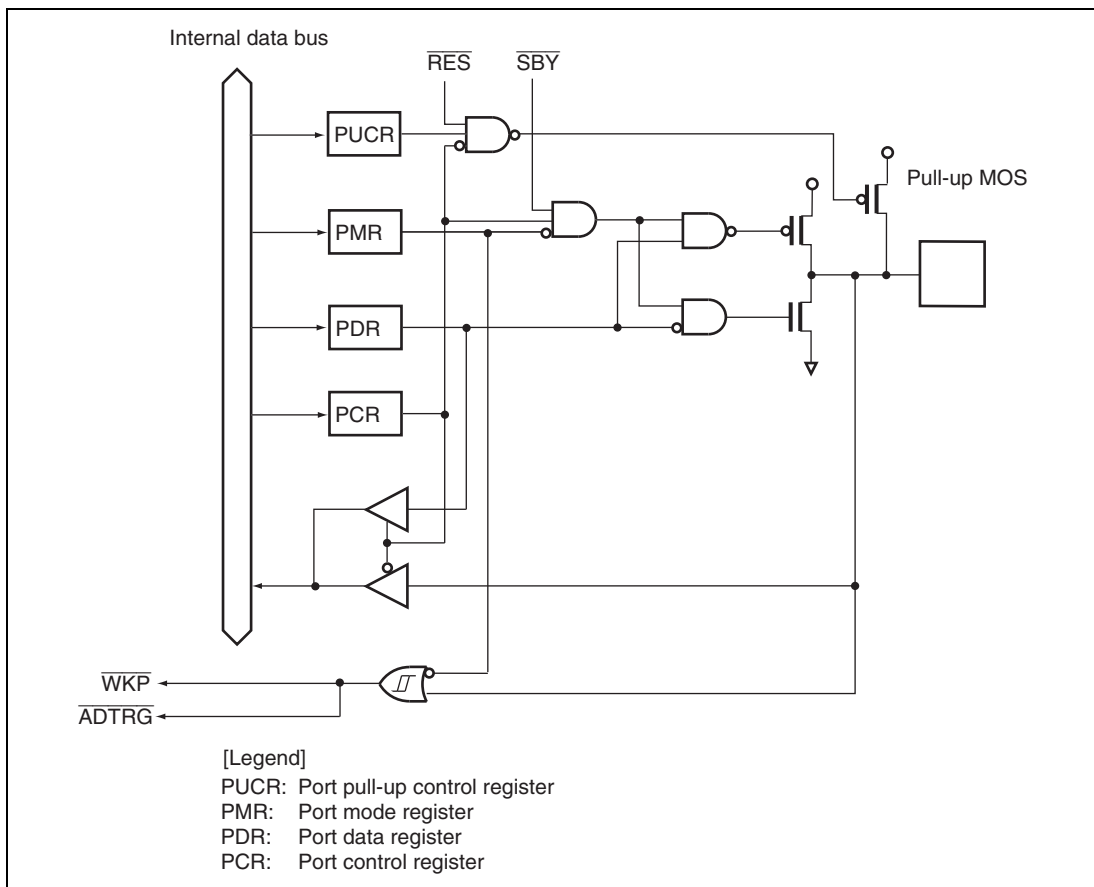 Internal data bus
RES
SBY
PUCR
Pull-up MOS
PMR
PDR
PCR
WKP
ADTRG
[Legend]
PUCR: Port pull-up control register
PMR: Port mode register
PDR: Port data register
PCR: Port control register